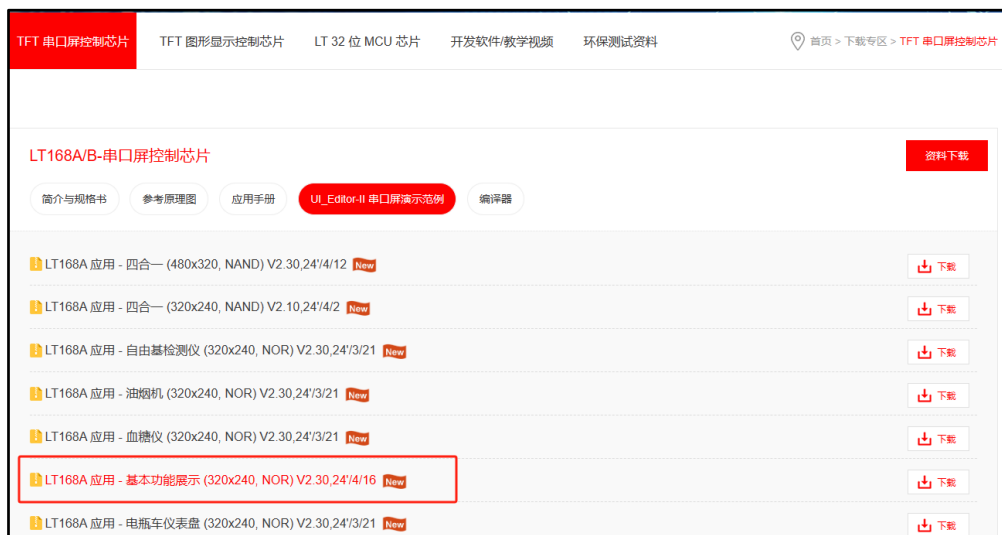 TFT 串口屏控制芯片 TFT 图形显示控制芯片 LT 32 位 MCU 芯片 开发软件/教学视频 环保测试资料 首页 > 下载专区 > TFT 串口屏控制芯片
LT168A/B-串口屏控制芯片 资料下载
简介与规格书 参考原理图 应用手册 UI_Editor-II 串口屏演示范例 编译器
LT168A 应用 - 四合一 (480x320, NAND) V2.30,24'/4/12 New 下载
LT168A 应用 - 四合一 (320x240, NAND) V2.10,24'/4/2 New 下载
LT168A 应用 - 自由基检测仪 (320x240, NOR) V2.30,24'/3/21 New 下载
LT168A 应用 - 油烟机 (320x240, NOR) V2.30,24'/3/21 New 下载
LT168A 应用 - 血糖仪 (320x240, NOR) V2.30,24'/3/21 New 下载
LT168A 应用 - 基本功能展示 (320x240, NOR) V2.30,24'/4/16 New 下载
LT168A 应用 - 电瓶车仪表盘 (320x240, NOR) V2.30,24'/3/21 New 下载